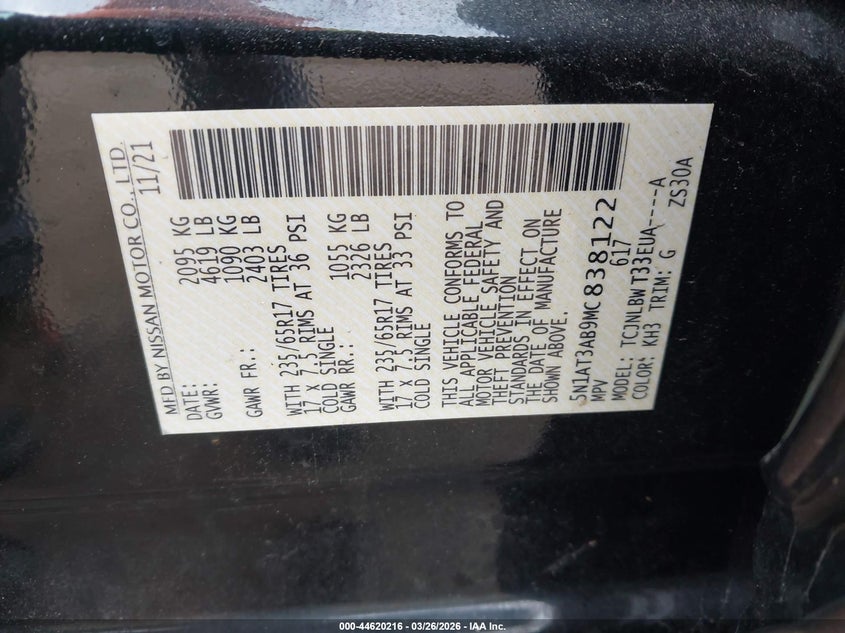 MFD BY NISSAN MOTOR CO., LTD.
DATE: 11/21
GVWR: 2095 KG
4619 LB
GAWR FR.: 1090 KG
2403 LB
WITH 235/65R17 TIRES
17 X 7.5 RIMS AT 36 PSI
COLD SINGLE
GAWR RR.: 1055 KG
2326 LB
WITH 235/65R17 TIRES
17 X 7.5 RIMS AT 33 PSI
COLD SINGLE
THIS VEHICLE CONFORMS TO
ALL APPLICABLE FEDERAL
MOTOR VEHICLE SAFETY AND
THEFT PREVENTION
STANDARDS IN EFFECT ON
THE DATE OF MANUFACTURE
SHOWN ABOVE.
5N1AT3AB9MC838122
MPV 617
MODEL: TCJNLBWT33EUA----A
COLOR: KH3 TRIM: G ZS30A
000-44620216 - 03/26/2026 - IAA Inc.